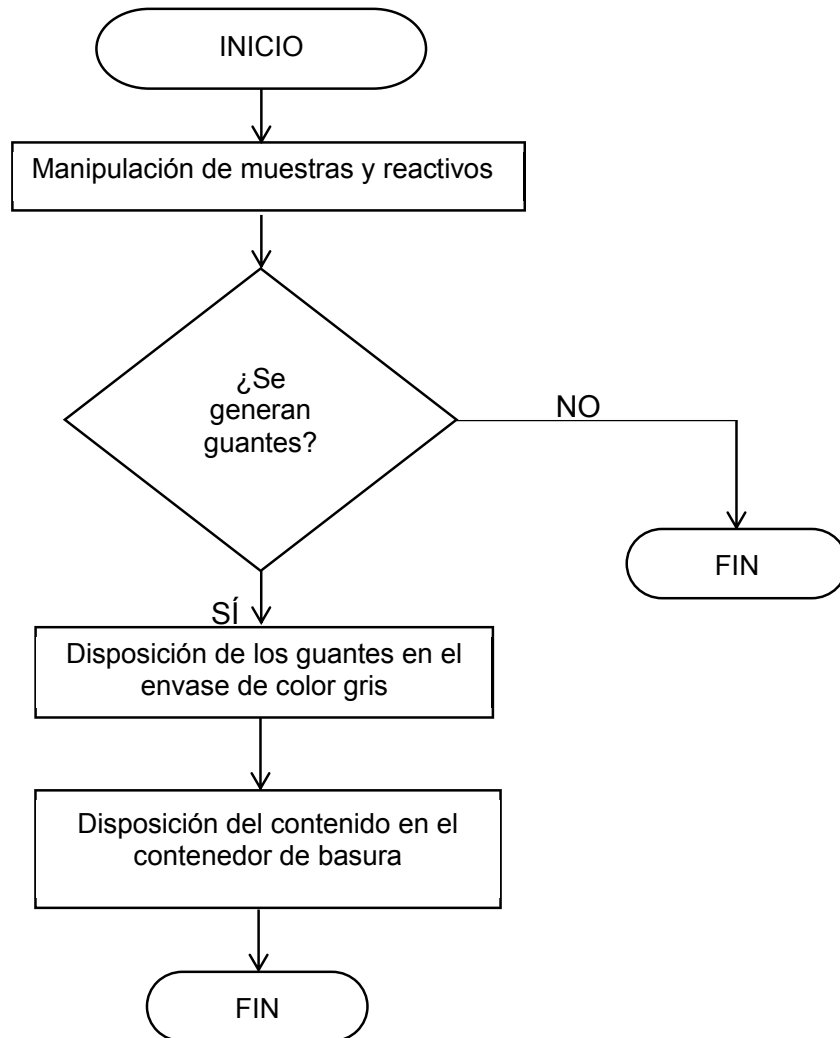 INICIO
Manipulación de muestras y reactivos
¿Se
generan
guantes?
NO
FIN
SÍ
Disposición de los guantes en el
envase de color gris
Disposición del contenido en el
contenedor de basura
FIN